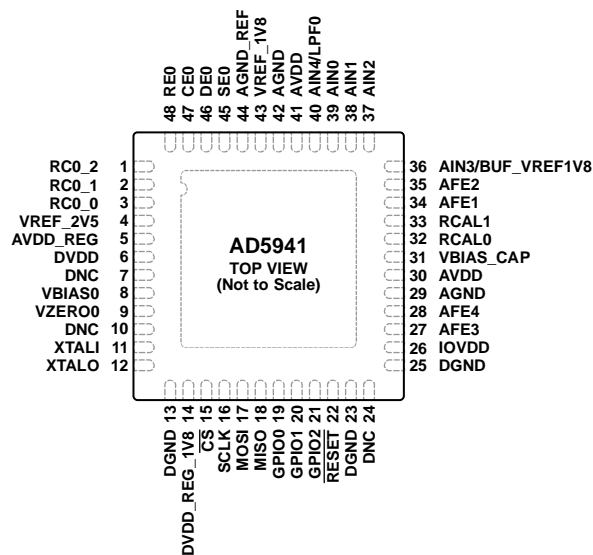 48 RE0
47 CE0
46 DE0
45 SE0
44 AGND_REF
43 VREF_1V8
42 AGND
41 AVDD
40 AIN4/LPF0
39 AIN0
38 AIN1
37 AIN2
RC0_2 1
RC0_1 2
RC0_0 3
VREF_2V5 4
AVDD_REG 5
DVDD 6
DNC 7
VBIAS0 8
VZERO0 9
DNC 10
XTALI 11
XTALO 12
AD5941
TOP VIEW
(Not to Scale)
36 AIN3/BUF_VREF1V8
35 AFE2
34 AFE1
33 RCAL1
32 RCAL0
31 VBIAS_CAP
30 AVDD
29 AGND
28 AFE4
27 AFE3
26 IOVDD
25 DGND
DGND 13
DVDD_REG_1V8 14
CS 15
SCLK 16
MOSI 17
MISO 18
GPIO0 19
GPIO1 20
GPIO2 21
RESET 22
DGND 23
DNC 24